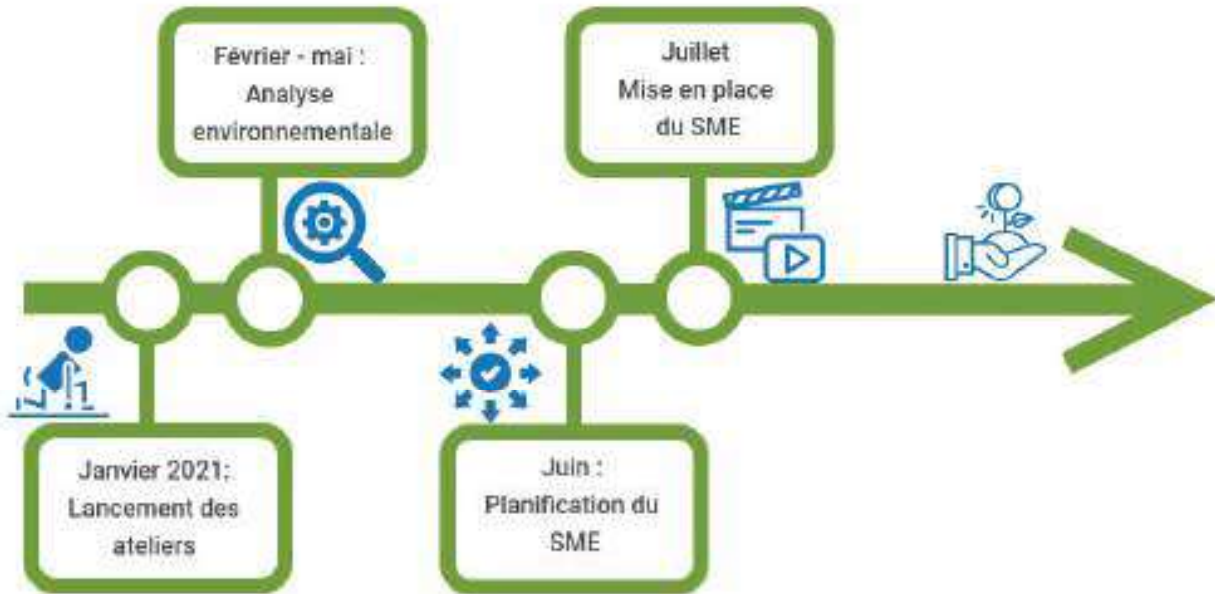 Février - mai :
Analyse
environnementale
Juillet
Mise en place
du SME
Janvier 2021:
Lancement des
ateliers
Juin :
Planification du
SME